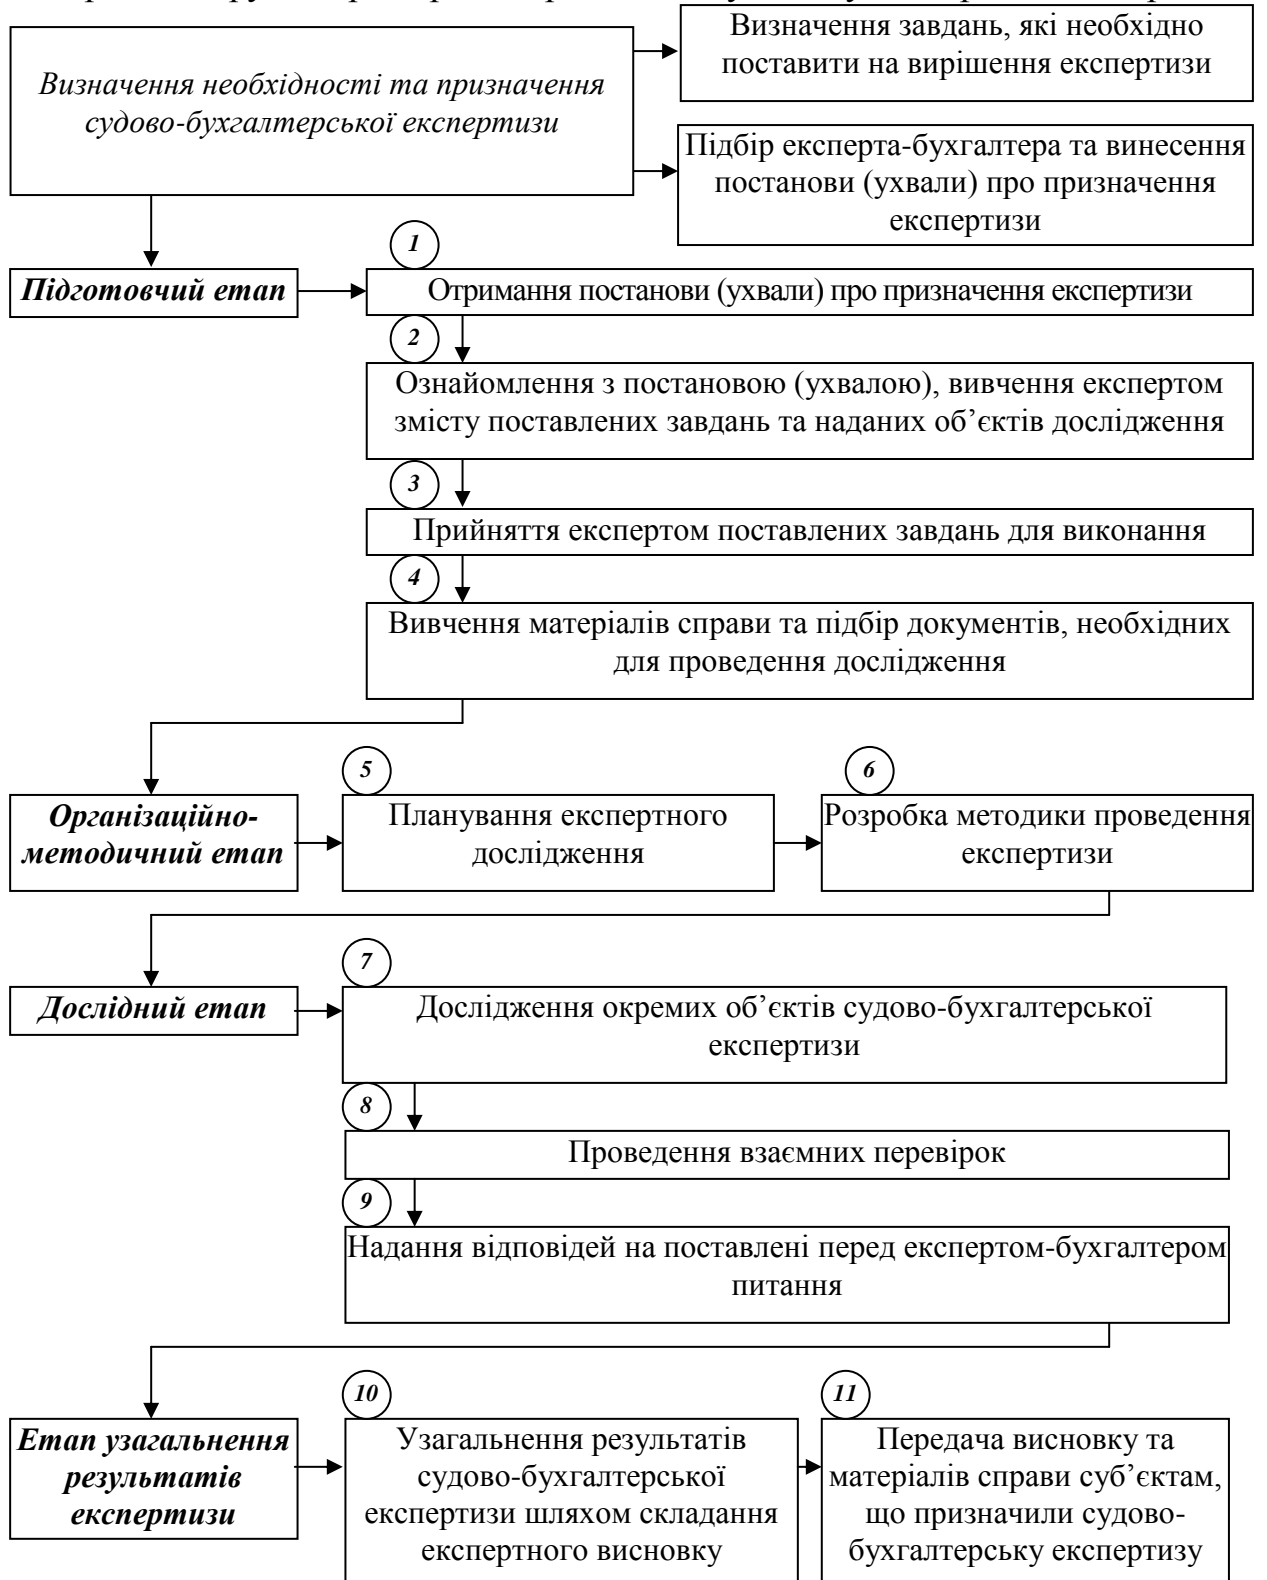 Визначення завдань, які необхідно
поставити на вирішення експертизи
Визначення необхідності та призначення
судово-бухгалтерської експертизи
Підбір експерта-бухгалтера та винесення
постанови (ухвали) про призначення
експертизи
1
Підготовчий етап
Отримання постанови (ухвали) про призначення експертизи
2
Ознайомлення з постановою (ухвалою), вивчення експертом
змісту поставлених завдань та наданих об’єктів дослідження
3
Прийняття експертом поставлених завдань для виконання
4
Вивчення матеріалів справи та підбір документів, необхідних
для проведення дослідження
Організаційно-
методичний етап
5
Планування експертного
дослідження
6
Розробка методики проведення
експертизи
Дослідний етап
7
Дослідження окремих об’єктів судово-бухгалтерської
експертизи
8
Проведення взаємних перевірок
9
Надання відповідей на поставлені перед експертом-бухгалтером
питання
Етап узагальнення
результатів
експертизи
10
Узагальнення результатів
судово-бухгалтерської
експертизи шляхом складання
експертного висновку
11
Передача висновку та
матеріалів справи суб’єктам,
що призначили судово-
бухгалтерську експертизу